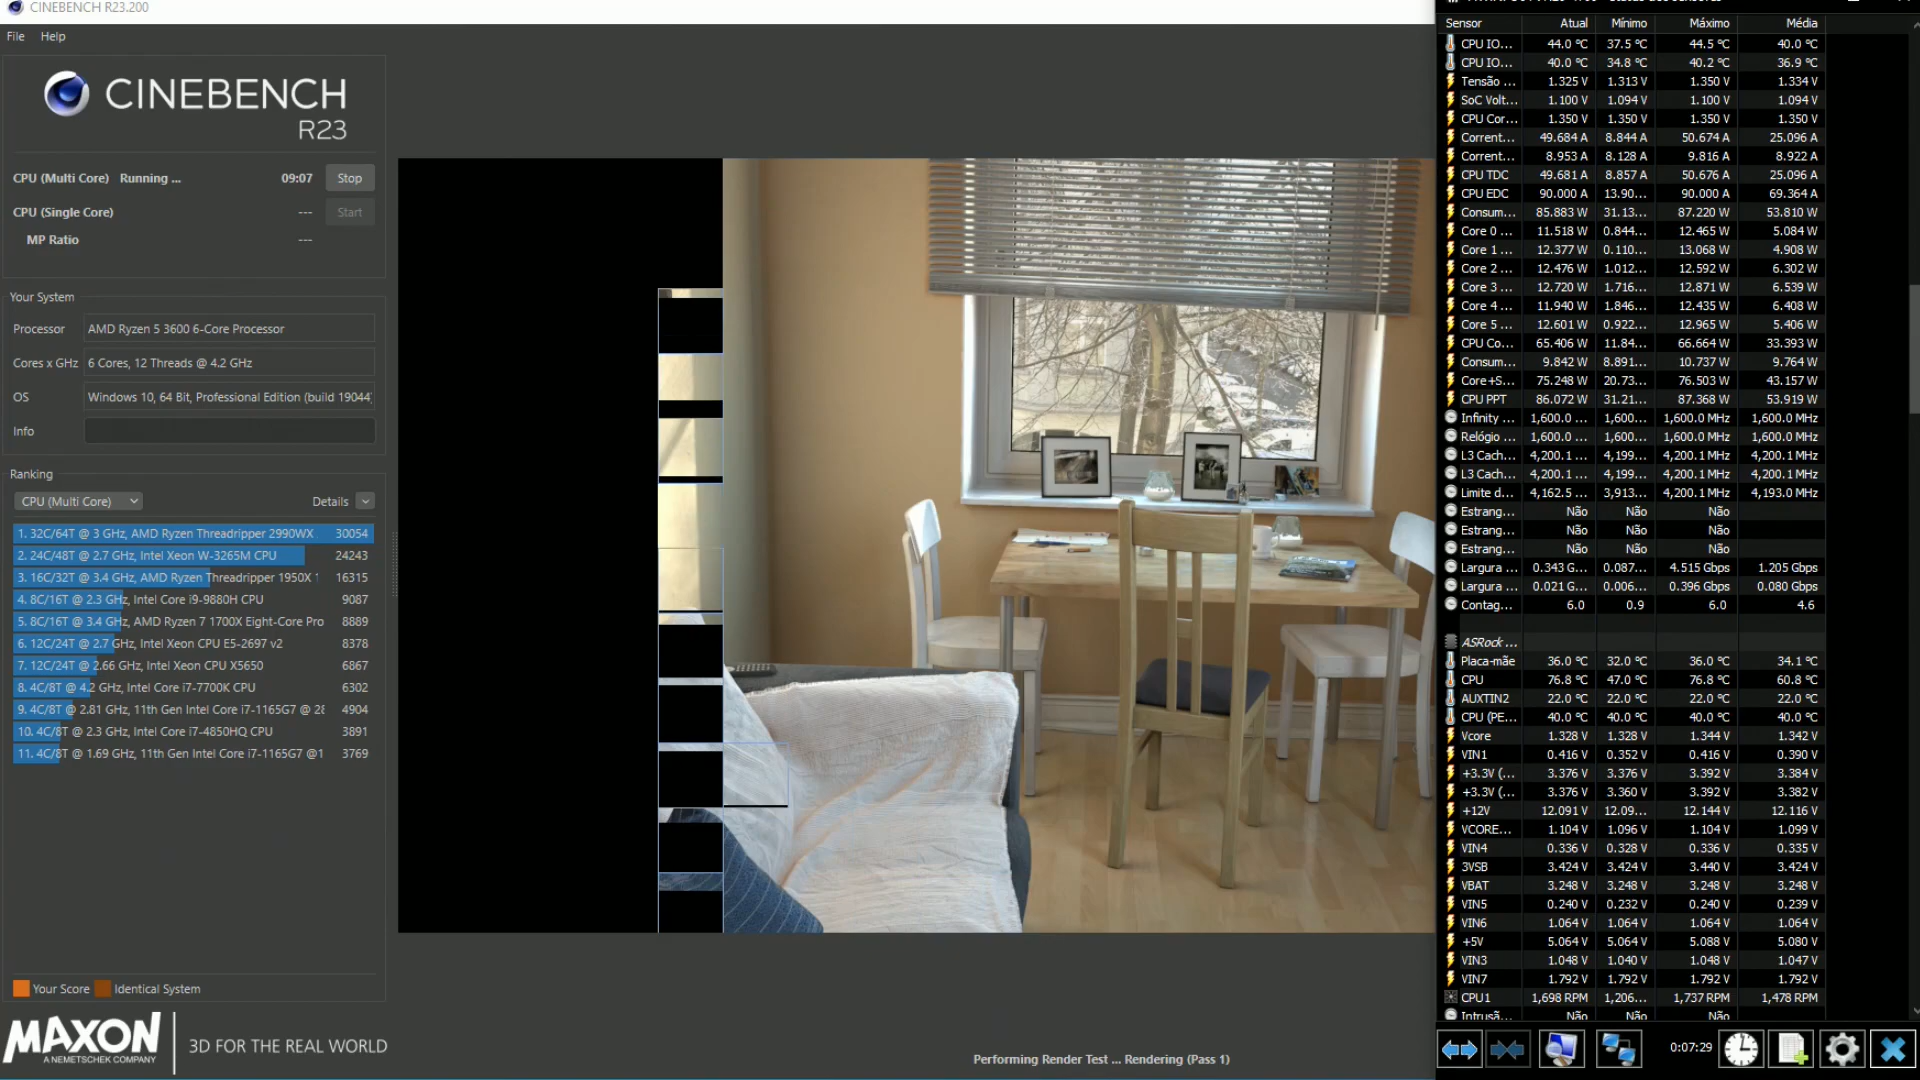 CINEBENCH R23.200
File Help
CINEBENCH
R23
CPU (Multi Core) Running ... 09:07 Stop
CPU (Single Core) --- Start
MP Ratio ---
Your System
Processor AMD Ryzen 5 3600 6-Core Processor
Cores x GHz 6 Cores, 12 Threads @ 4.2 GHz
OS Windows 10, 64 Bit, Professional Edition (build 19044)
Info
Ranking
CPU (Multi Core) Details
1. 32C/64T @ 3 GHz, AMD Ryzen Threadripper 2990WX 30054
2. 24C/48T @ 2.7 GHz, Intel Xeon W-3265M CPU 24243
3. 16C/32T @ 3.4 GHz, AMD Ryzen Threadripper 1950X 1 16315
4. 8C/16T @ 2.3 GHz, Intel Core i9-9880H CPU 9087
5. 8C/16T @ 3.4 GHz, AMD Ryzen 7 1700X Eight-Core Pro 8889
6. 12C/24T @ 2.7 GHz, Intel Xeon CPU E5-2697 v2 8378
7. 12C/24T @ 2.66 GHz, Intel Xeon CPU X5650 6867
8. 4C/8T @ 4.2 GHz, Intel Core i7-7700K CPU 6302
9. 4C/8T @ 2.81 GHz, 11th Gen Intel Core i7-1165G7 @ 28 4904
10. 4C/8T @ 2.3 GHz, Intel Core i7-4850HQ CPU 3891
11. 4C/8T @ 1.69 GHz, 11th Gen Intel Core i7-1165G7 @1 3769
Your Score Identical System
MAXON
A NEMETSCHEK COMPANY
3D FOR THE REAL WORLD
Performing Render Test ... Rendering (Pass 1)
Sensor Atual Mínimo Máximo Média
CPU IO... 44.0 ºC 37.5 ºC 44.5 ºC 40.0 ºC
CPU IO... 40.0 ºC 34.8 ºC 40.2 ºC 36.9 ºC
Tensão ... 1.325 V 1.313 V 1.350 V 1.334 V
SoC Volt... 1.100 V 1.094 V 1.100 V 1.094 V
CPU Cor... 1.350 V 1.350 V 1.350 V 1.350 V
Corrent... 49.684 A 8.844 A 50.674 A 25.096 A
Corrent... 8.953 A 8.128 A 9.816 A 8.922 A
CPU TDC 49.681 A 8.857 A 50.676 A 25.096 A
CPU EDC 90.000 A 13.90... 90.000 A 69.364 A
Consum... 85.883 W 31.13... 87.220 W 53.810 W
Core 0 ... 11.518 W 0.844... 12.465 W 5.084 W
Core 1 ... 12.377 W 0.110... 13.068 W 4.908 W
Core 2 ... 12.476 W 1.012... 12.592 W 6.302 W
Core 3 ... 12.720 W 1.716... 12.871 W 6.539 W
Core 4 ... 11.940 W 1.846... 12.435 W 6.408 W
Core 5 ... 12.601 W 0.922... 12.965 W 5.406 W
CPU Co... 65.406 W 11.84... 66.664 W 33.393 W
Consum... 9.842 W 8.891... 10.737 W 9.764 W
Core+S... 75.248 W 20.73... 76.503 W 43.157 W
CPU PPT 86.072 W 31.21... 87.368 W 53.919 W
Infinity ... 1,600.0 ... 1,600... 1,600.0 MHz 1,600.0 MHz
Relógio ... 1,600.0 ... 1,600... 1,600.0 MHz 1,600.0 MHz
L3 Cach... 4,200.1 ... 4,199... 4,200.1 MHz 4,200.1 MHz
L3 Cach... 4,200.1 ... 4,199... 4,200.1 MHz 4,200.1 MHz
Limite d... 4,162.5 ... 3,913... 4,200.1 MHz 4,193.0 MHz
Estrang... Não Não Não
Estrang... Não Não Não
Estrang... Não Não Não
Largura ... 0.343 G... 0.087... 4.515 Gbps 1.205 Gbps
Largura ... 0.021 G... 0.006... 0.396 Gbps 0.080 Gbps
Contag... 6.0 0.9 6.0 4.6
ASRock ...
Placa-mãe 36.0 ºC 32.0 ºC 36.0 ºC 34.1 ºC
CPU 76.8 ºC 47.0 ºC 76.8 ºC 60.8 ºC
AUXTIN2 22.0 ºC 22.0 ºC 22.0 ºC 22.0 ºC
CPU (PE... 40.0 ºC 40.0 ºC 40.0 ºC 40.0 ºC
Vcore 1.328 V 1.328 V 1.344 V 1.342 V
VIN1 0.416 V 0.352 V 0.416 V 0.390 V
+3.3V (... 3.376 V 3.376 V 3.392 V 3.384 V
+3.3V (... 3.376 V 3.360 V 3.392 V 3.382 V
+12V 12.091 V 12.09... 12.144 V 12.116 V
VCORE... 1.104 V 1.096 V 1.104 V 1.099 V
VIN4 0.336 V 0.328 V 0.336 V 0.335 V
3VSB 3.424 V 3.424 V 3.440 V 3.424 V
VBAT 3.248 V 3.248 V 3.248 V 3.248 V
VIN5 0.240 V 0.232 V 0.240 V 0.239 V
VIN6 1.064 V 1.064 V 1.064 V 1.064 V
+5V 5.064 V 5.064 V 5.088 V 5.080 V
VIN3 1.048 V 1.040 V 1.048 V 1.047 V
VIN7 1.792 V 1.792 V 1.792 V 1.792 V
CPU1 1,698 RPM 1,206... 1,737 RPM 1,478 RPM
Intrusã... Não Não Não
0:07:29